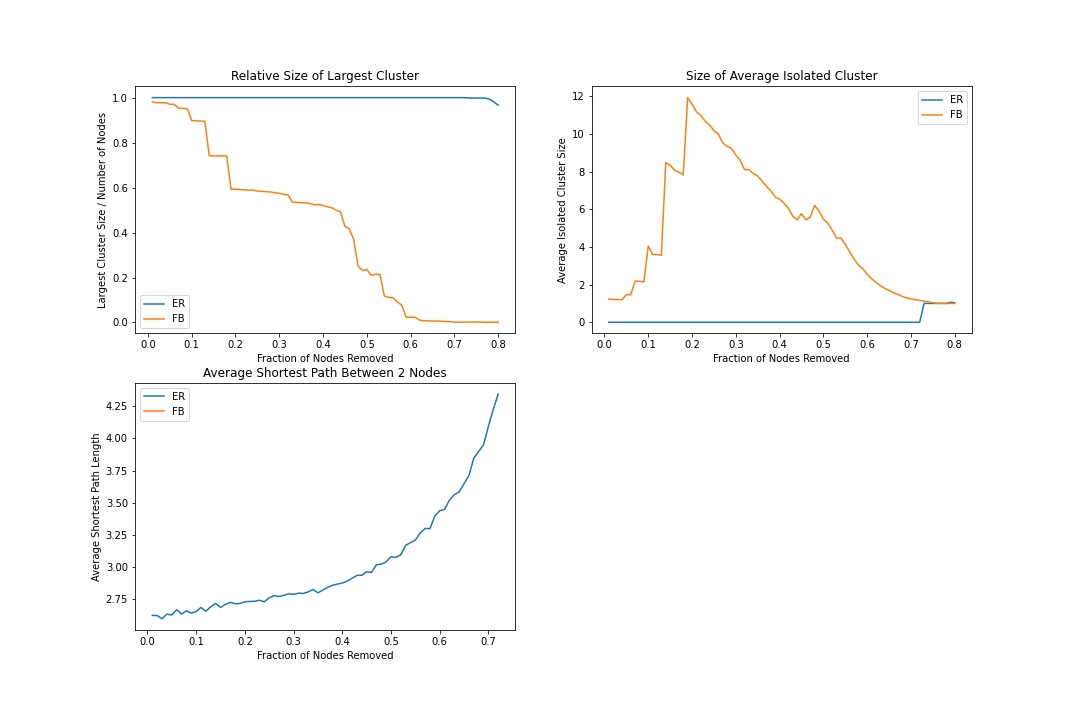 Relative Size of Largest Cluster
Largest Cluster Size / Number of Nodes
1.0
0.8
0.6
0.4
0.2
0.0
ER
FB
0.0 0.1 0.2 0.3 0.4 0.5 0.6 0.7 0.8
Fraction of Nodes Removed
Size of Average Isolated Cluster
Average Isolated Cluster Size
12
10
8
6
4
2
0
ER
FB
0.0 0.1 0.2 0.3 0.4 0.5 0.6 0.7 0.8
Fraction of Nodes Removed
Average Shortest Path Between 2 Nodes
Average Shortest Path Length
4.25
4.00
3.75
3.50
3.25
3.00
2.75
ER
FB
0.0 0.1 0.2 0.3 0.4 0.5 0.6 0.7
Fraction of Nodes Removed